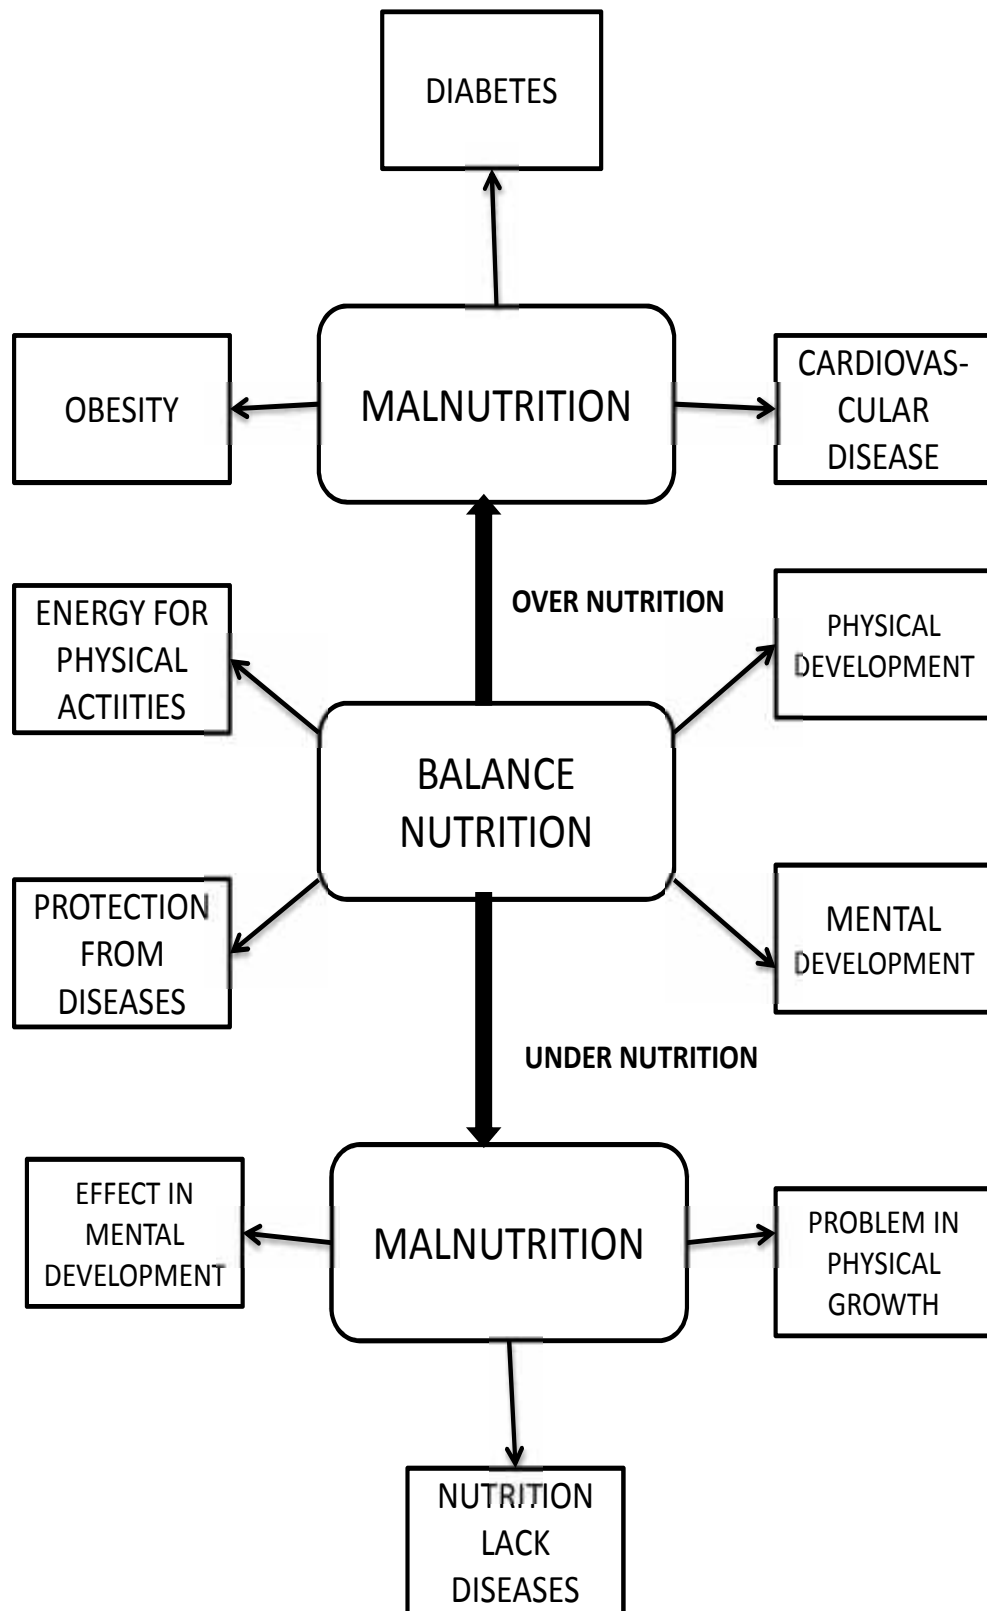 DIABETES
OBESITY
MALNUTRITION
CARDIOVAS-
CULAR
DISEASE
OVER NUTRITION
ENERGY FOR
PHYSICAL
ACTIITIES
PHYSICAL
DEVELOPMENT
BALANCE
NUTRITION
PROTECTION
FROM
DISEASES
MENTAL
DEVELOPMENT
UNDER NUTRITION
EFFECT IN
MENTAL
DEVELOPMENT
MALNUTRITION
PROBLEM IN
PHYSICAL
GROWTH
NUTRITION
LACK
DISEASES